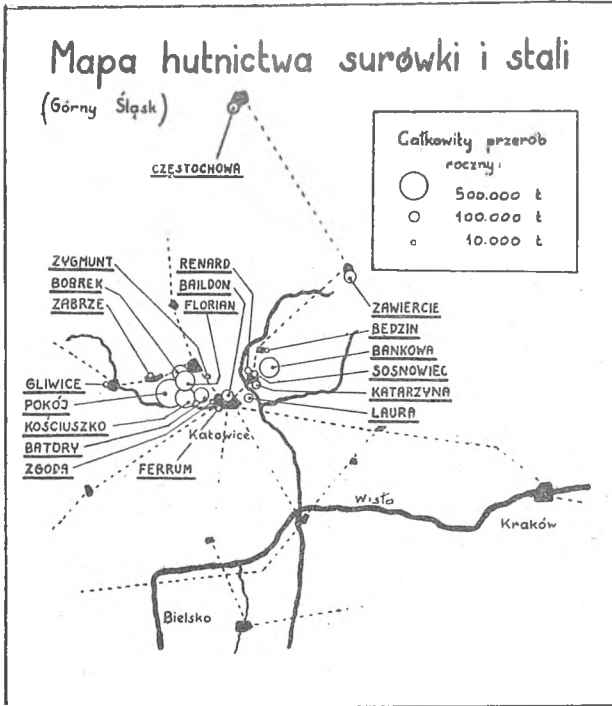 Mapa hutnictwa surówki i stali
(Górny Śląsk)
Całkowity przerób
roczny:
500.000 t
100.000 t
10.000 t
CZĘSTOCHOWA
ZYGMUNT
BOBREK
ZABRZE
RENARD
BAILDON
FLORIAN
ZAWIERCIE
BĘDZIN
BANKOWA
SOSNOWIEC
KATARZYNA
LAURA
GLIWICE
POKÓJ
KOŚCIUSZKO
BATORY
ZGODA
Katowice
FERRUM
Wisła
Kraków
Bielsko